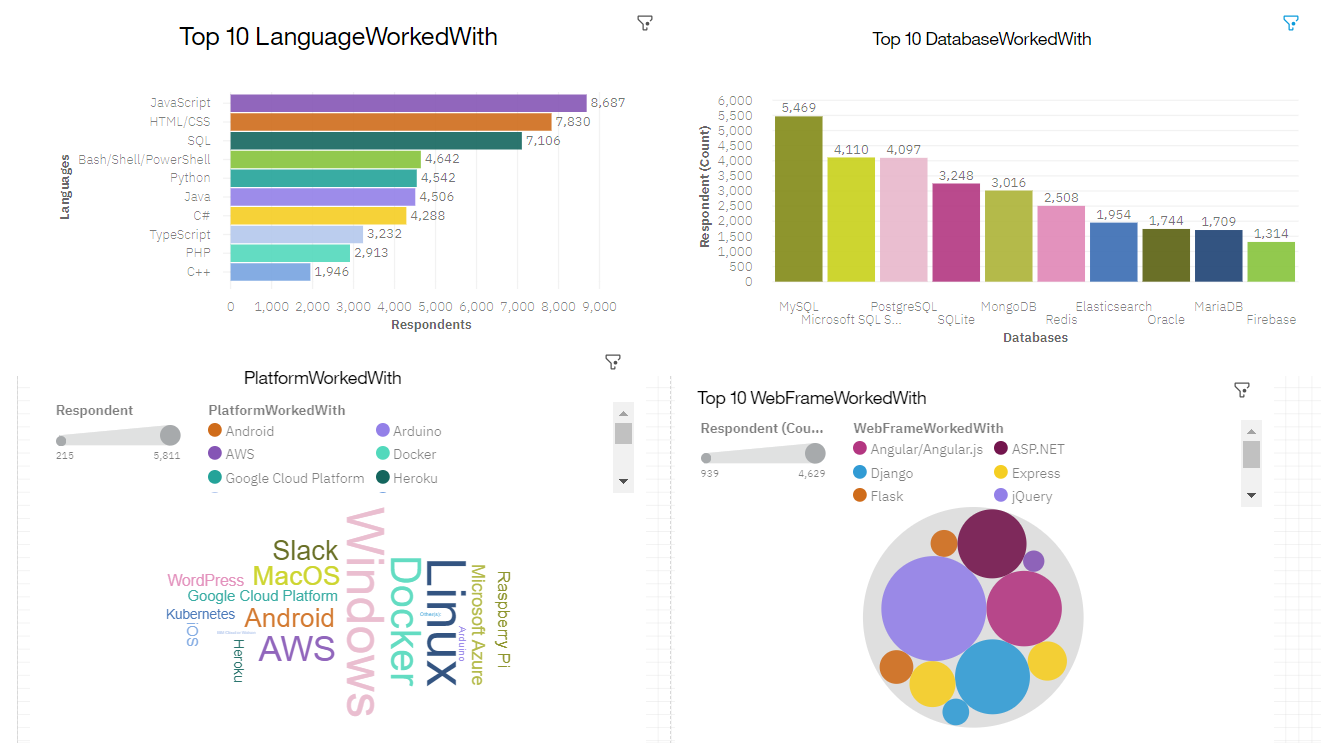 Top 10 LanguageWorkedWith
Languages
JavaScript 8,687
HTML/CSS 7,830
SQL 7,106
Bash/Shell/PowerShell 4,642
Python 4,542
Java 4,506
C# 4,288
TypeScript 3,232
PHP 2,913
C++ 1,946
0 1,000 2,000 3,000 4,000 5,000 6,000 7,000 8,000 9,000
Respondents
Top 10 DatabaseWorkedWith
Respondent (Count)
6,000
5,500
5,000
4,500
4,000
3,500
3,000
2,500
2,000
1,500
1,000
500
0
5,469 4,110 4,097 3,248 3,016 2,508 1,954 1,744 1,709 1,314
MySQL PostgreSQL MongoDB Elasticsearch MariaDB
Microsoft SQL S... SQLite Redis Oracle Firebase
Databases
PlatformWorkedWith
Respondent
215 5,811
PlatformWorkedWith
Android Arduino
AWS Docker
Google Cloud Platform Heroku
Slack
WordPress MacOS
Google Cloud Platform
Kubernetes Android
iOS
Heroku
AWS
Windows
Docker
Linux
Arduino
Microsoft Azure
Raspberry Pi
Top 10 WebFrameWorkedWith
Respondent (Cou...
939 4,629
WebFrameWorkedWith
Angular/Angular.js ASP.NET
Django Express
Flask jQuery